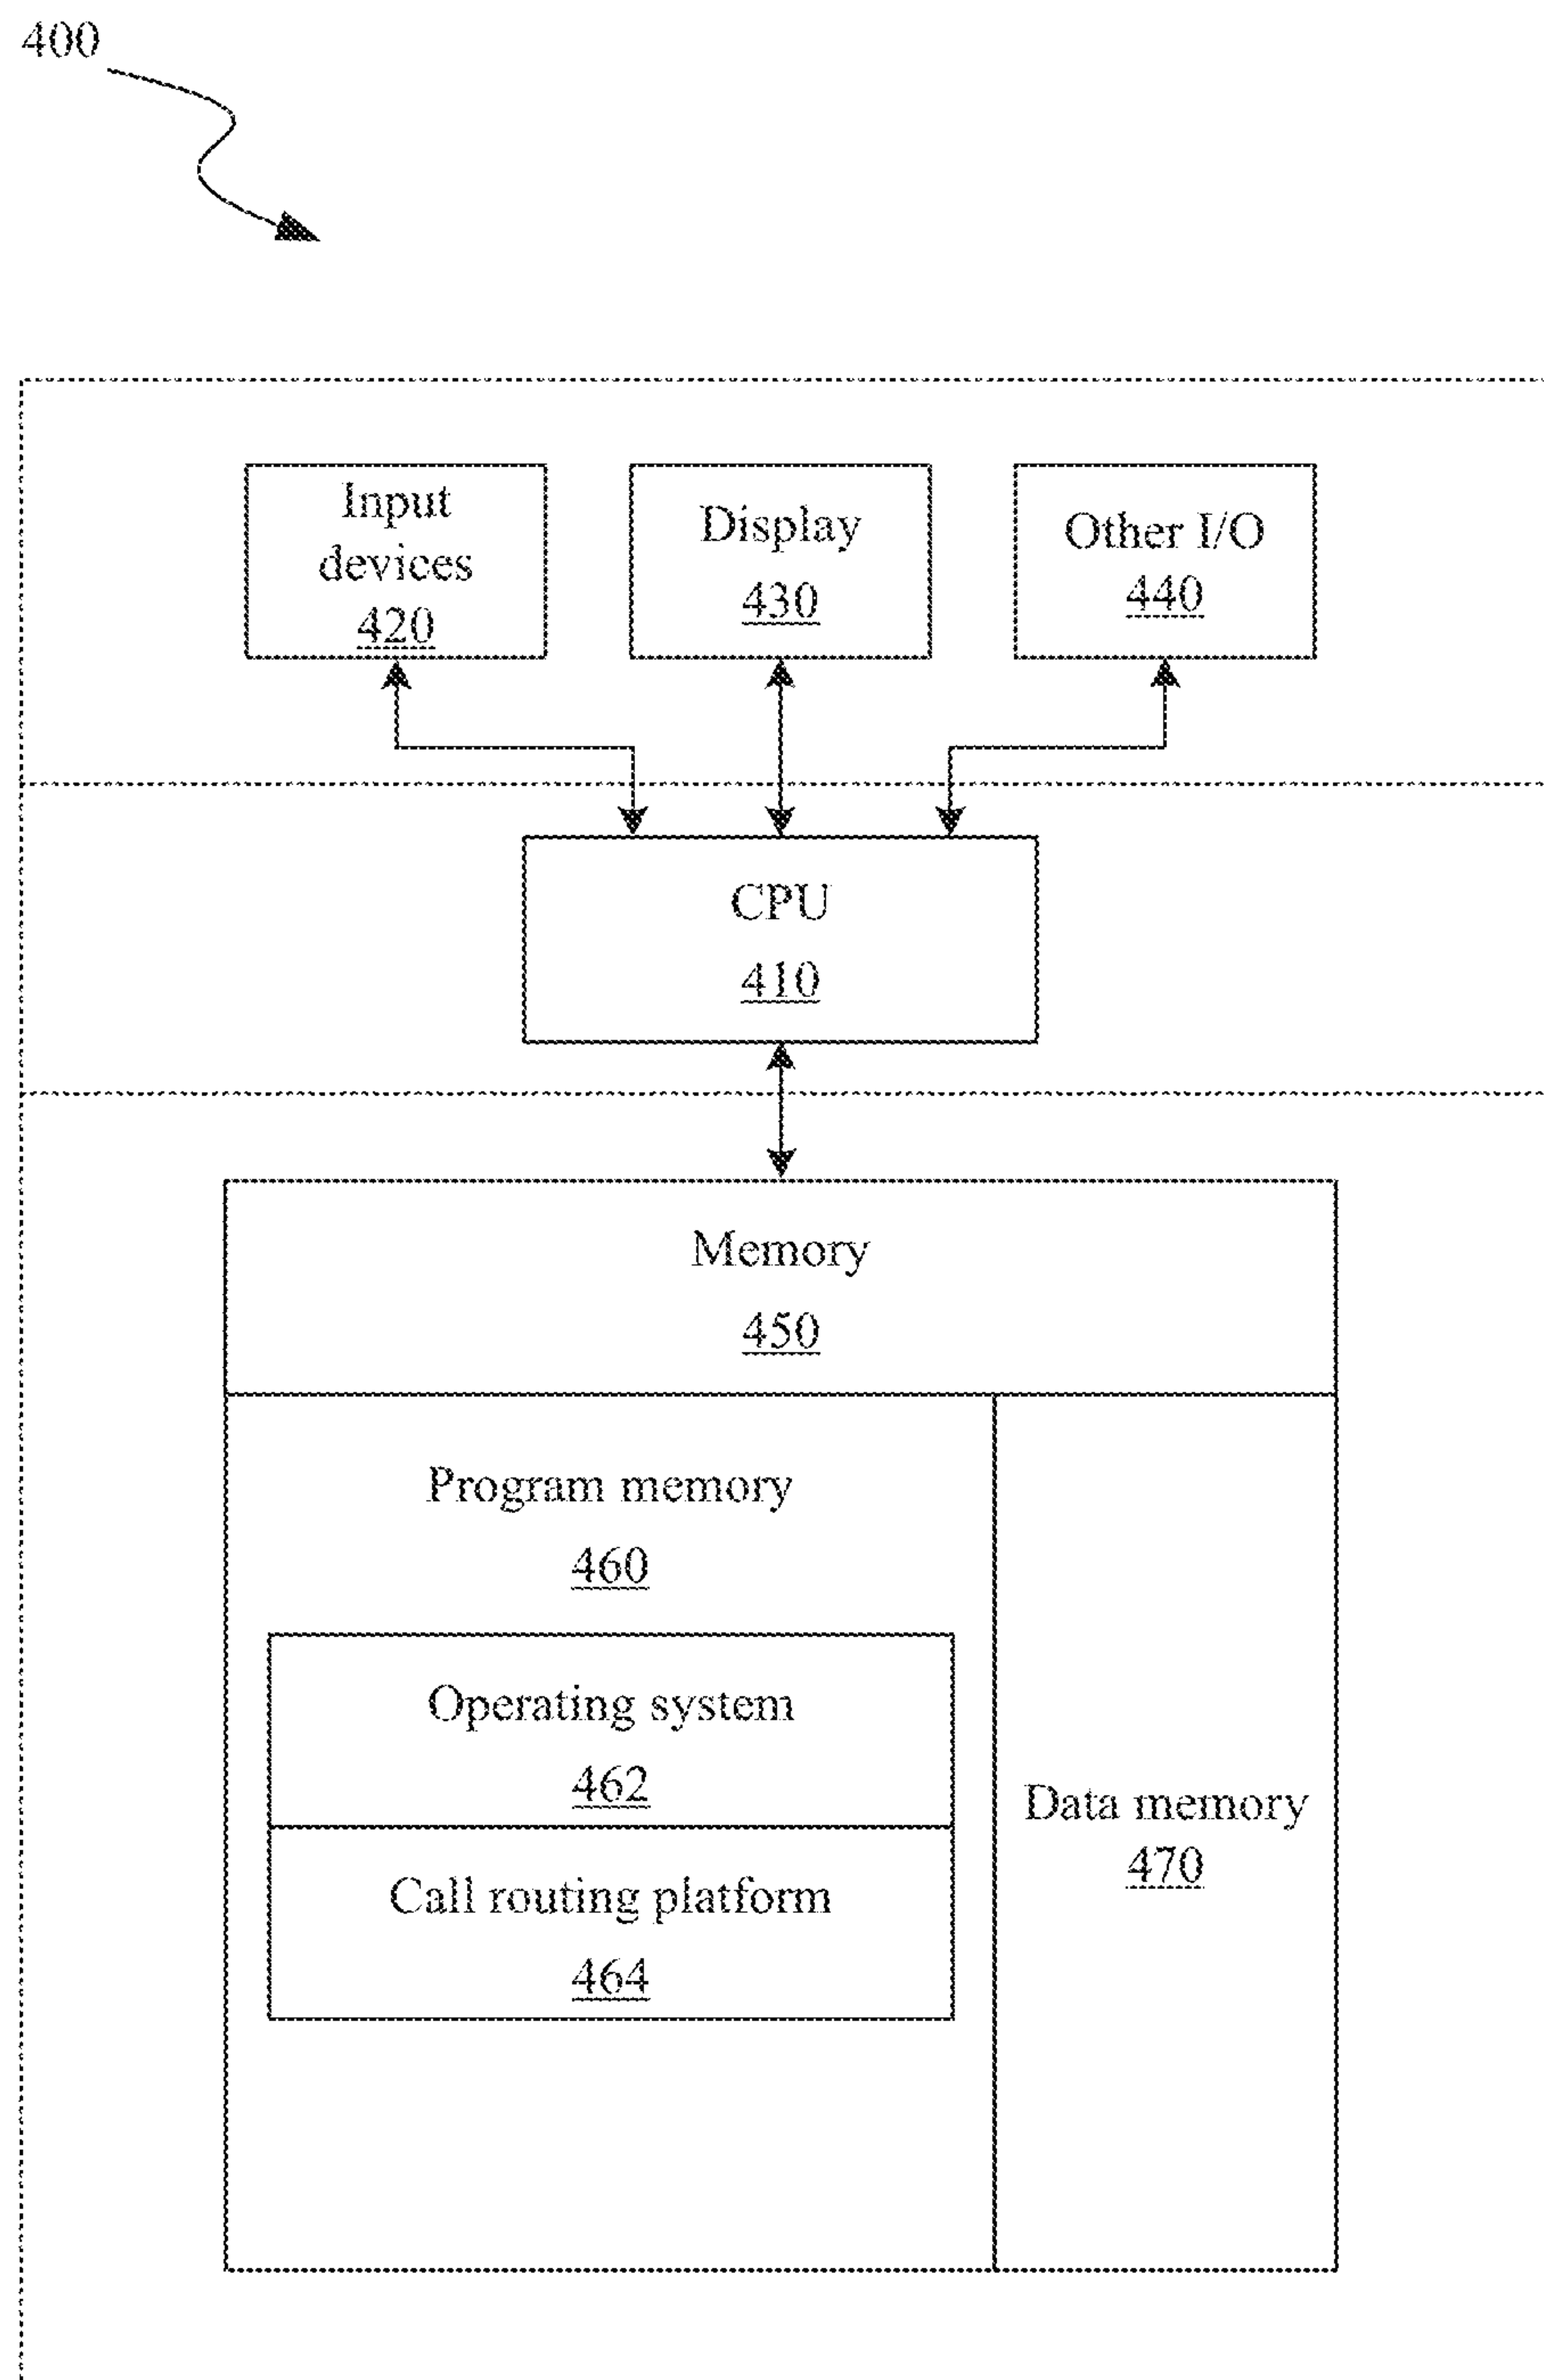 400
Input
devices
420
Display
430
Other I/O
440
CPU
410
Memory
450
Program memory
460
Operating system
462
Call routing platform
464
Data memory
470